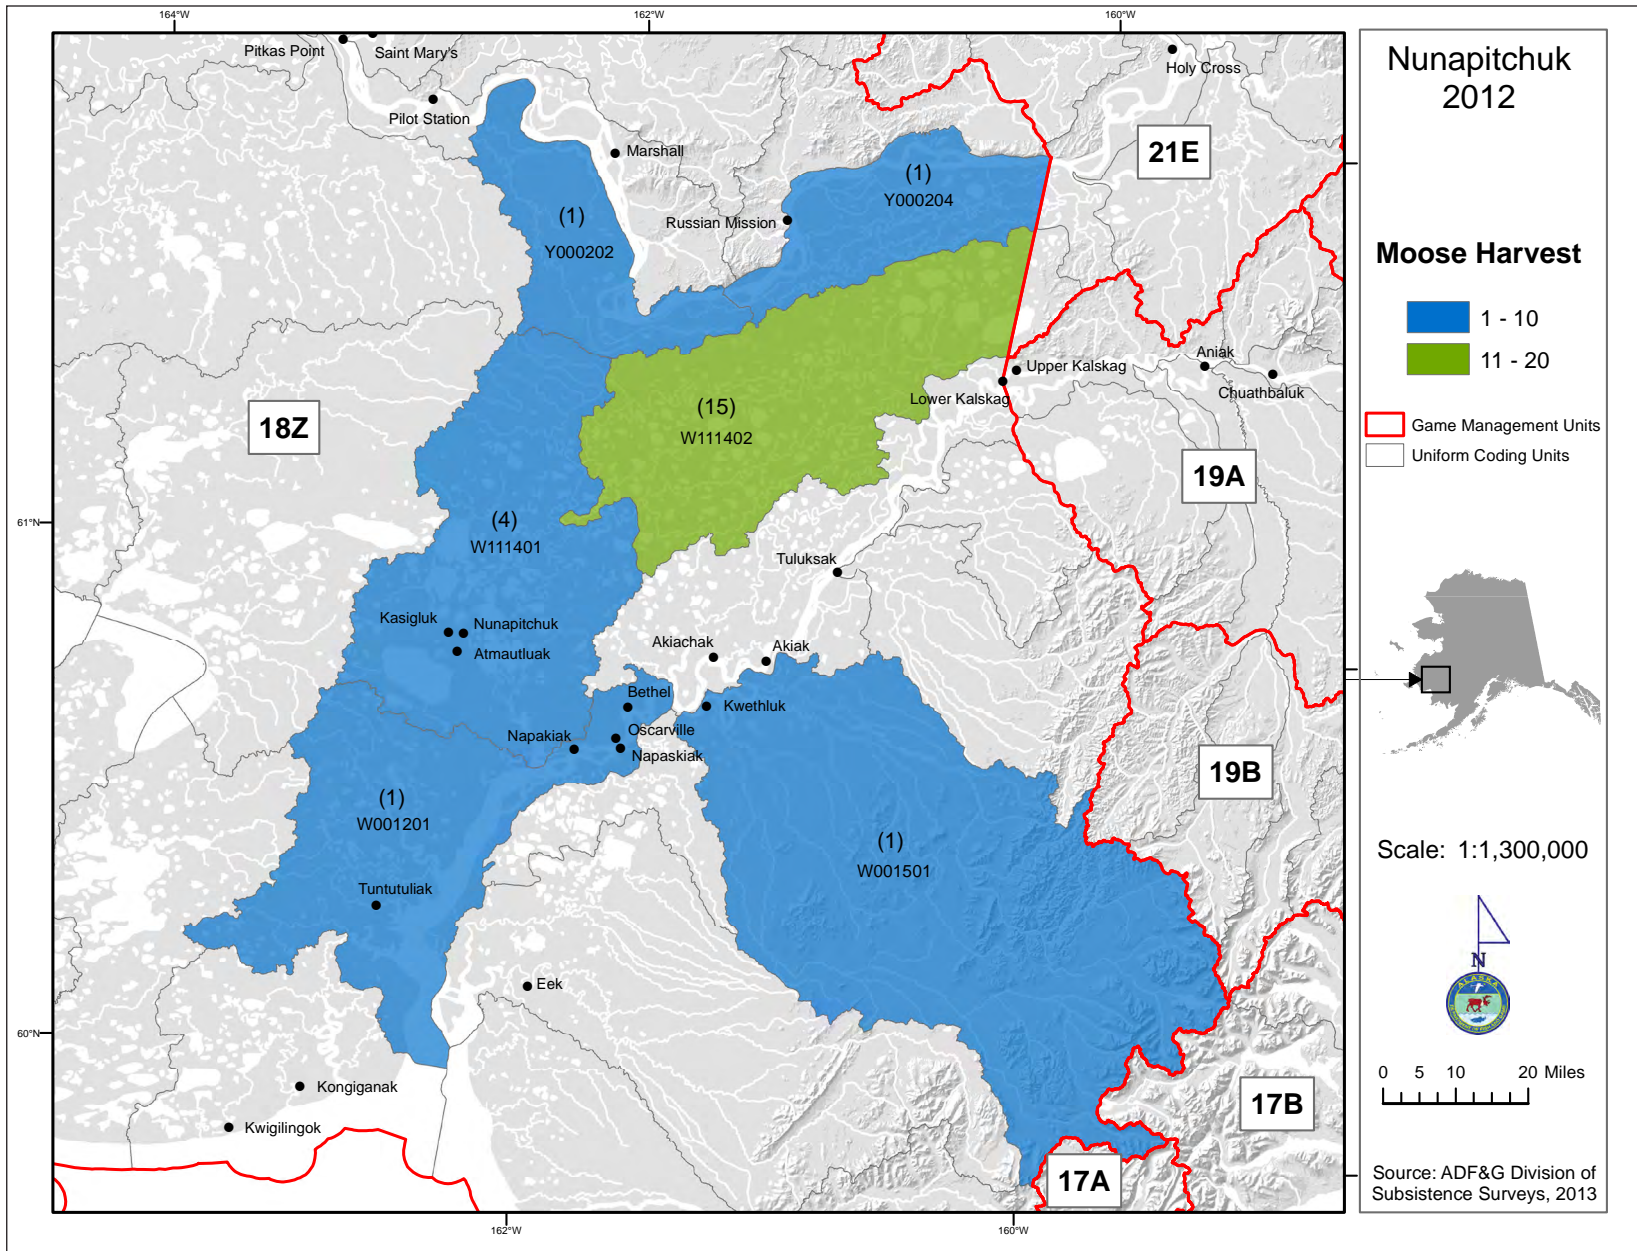 164°W
162°W
160°W
Pitkas Point
Saint Mary's
Pilot Station
Marshall
Holy Cross
21E
(1)
Y000204
(1)
Y000202
Russian Mission
18Z
(15)
W111402
Upper Kalskag
Lower Kalskag
Aniak
Chuathbaluk
19A
61°N
(4)
W111401
Tuluksak
Kasigluk
Nunapitchuk
Atmautluak
Akiachak
Akiak
Bethel
Kwethluk
Oscarville
Napakiak
Napaskiak
19B
(1)
W001201
(1)
W001501
Tuntutuliak
Eek
60°N
Kongiganak
Kwigilingok
17B
17A
162°W
160°W
Nunapitchuk
2012
Moose Harvest
1 - 10
11 - 20
Game Management Units
Uniform Coding Units
Scale: 1:1,300,000
N
ALASKA
0 5 10 20 Miles
Source: ADF&G Division of
Subsistence Surveys, 2013